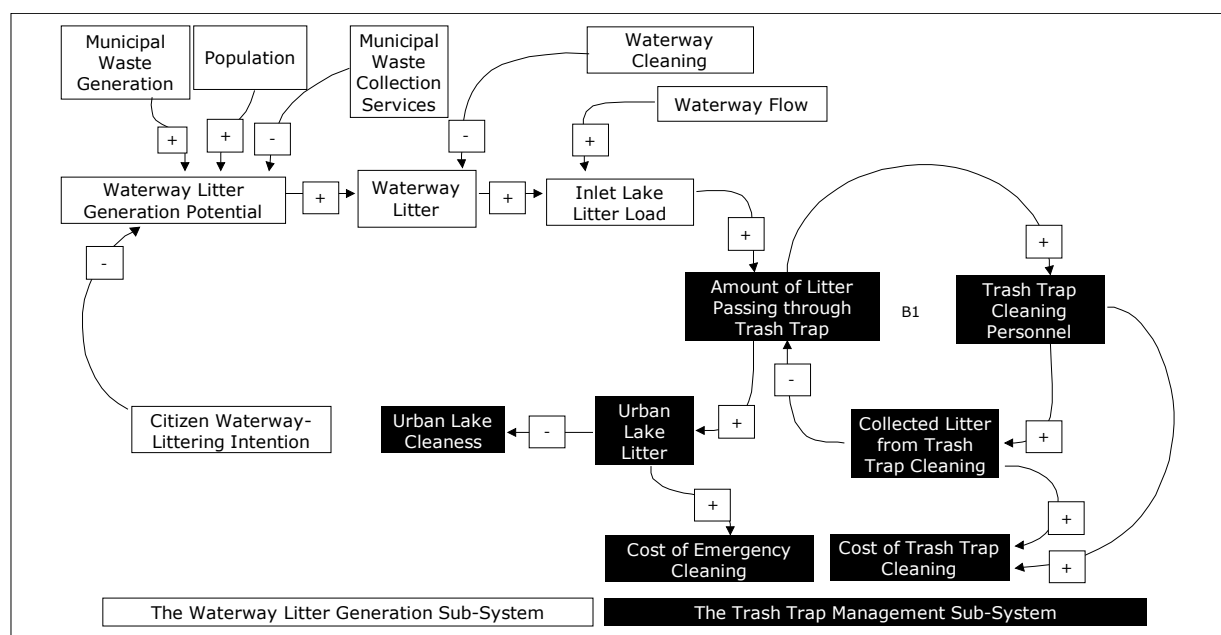 Municipal
Waste
Generation
Population
Municipal
Waste
Collection
Services
Waterway
Cleaning
Waterway Flow
+
+
-
-
+
Waterway Litter
Generation Potential
+
Waterway
Litter
+
Inlet Lake
Litter Load
+
+
-
Amount of Litter
Passing through
Trash Trap
B1
Trash Trap
Cleaning
Personnel
-
Citizen Waterway-
Littering Intention
Urban Lake
Cleaness
-
Urban
Lake
Litter
+
Collected Litter
from Trash
Trap Cleaning
+
+
+
Cost of Emergency
Cleaning
Cost of Trash Trap
Cleaning
+
The Waterway Litter Generation Sub-System
The Trash Trap Management Sub-System